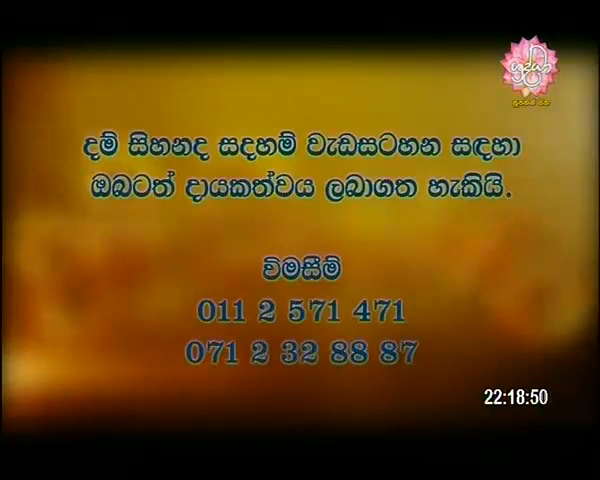 ශ්‍රද්ධා
දම් සිහනද සදහම් වැඩසටහන සඳහා
ඔබටත් දායකත්වය ලබාගත හැකියි.
විමසීම්
011 2 571 471
071 2 32 88 87
22:18:50